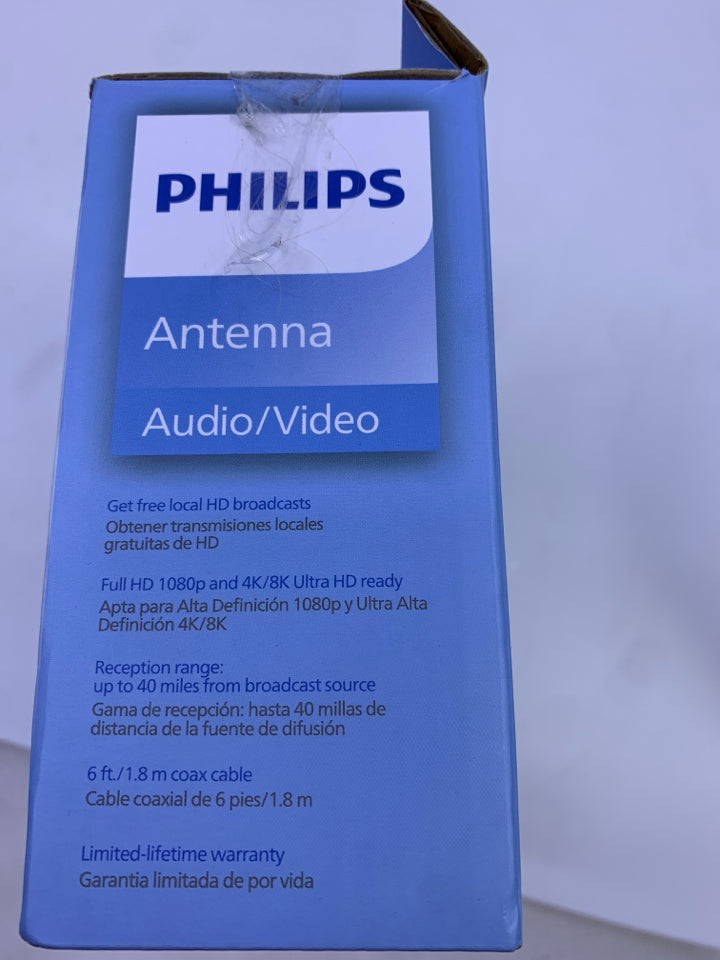 PHILIPS
Antenna
Audio/Video
Get free local HD broadcasts
Obtener transmisiones locales
gratuitas de HD
Full HD 1080p and 4K/8K Ultra HD ready
Apta para Alta Definición 1080p y Ultra Alta
Definición 4K/8K
Reception range:
up to 40 miles from broadcast source
Gama de recepción: hasta 40 millas de
distancia de la fuente de difusión
6 ft./1.8 m coax cable
Cable coaxial de 6 pies/1.8 m
Limited-lifetime warranty
Garantia limitada de por vida